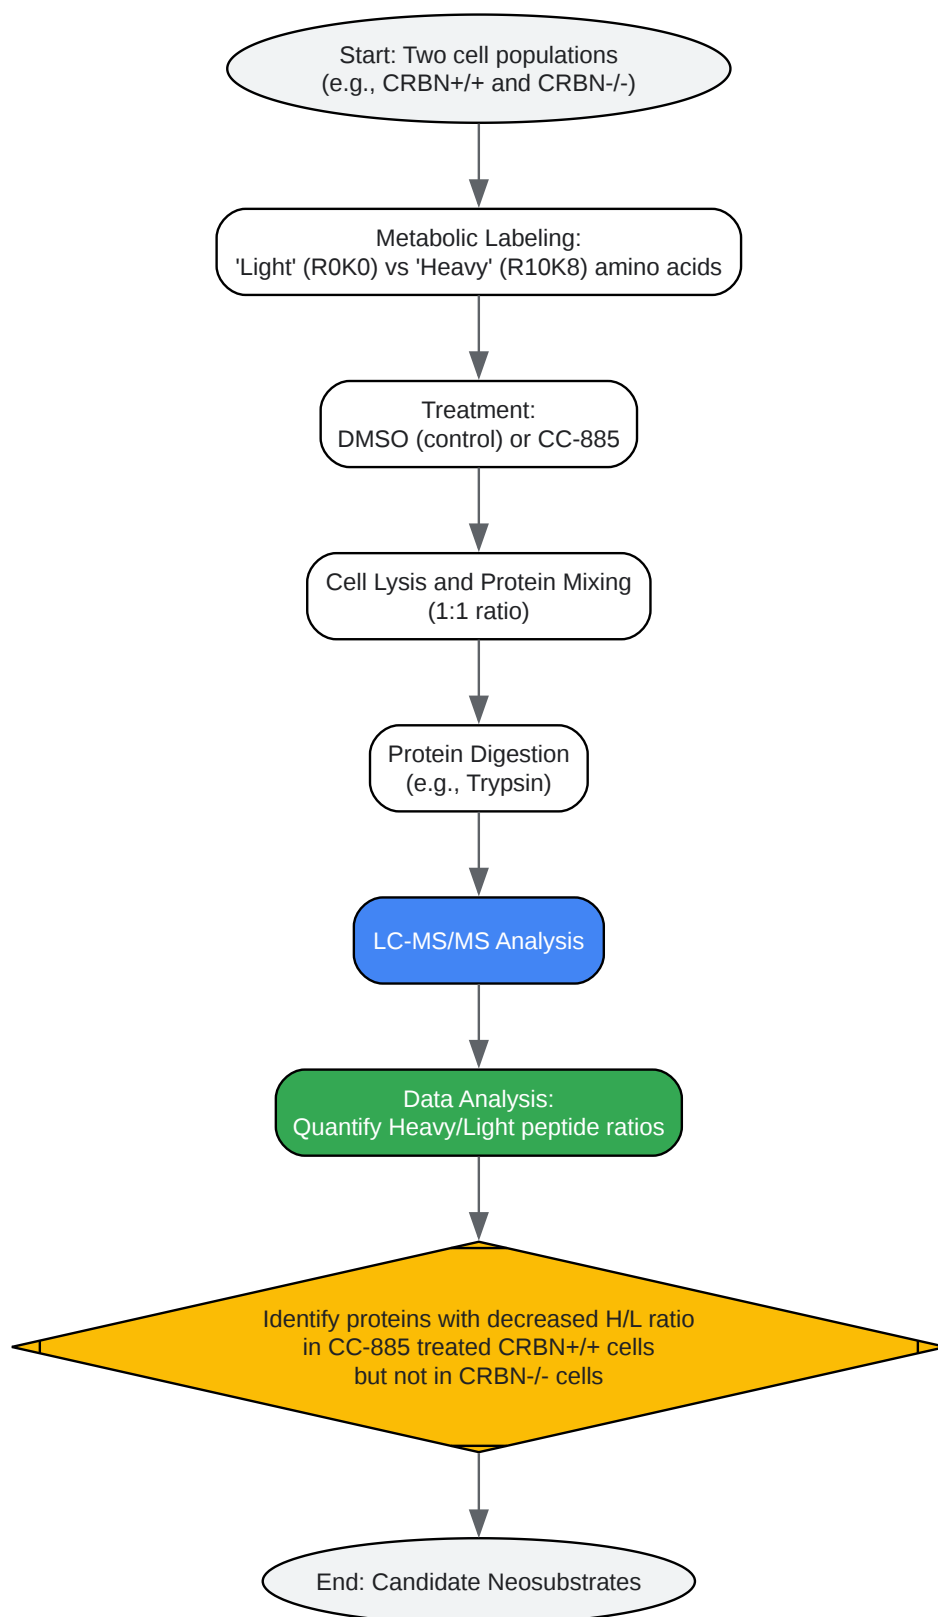 Start: Two cell populations
(e.g., CRBN+/+ and CRBN-/-)
Metabolic Labeling:
'Light' (R0K0) vs 'Heavy' (R10K8) amino acids
Treatment:
DMSO (control) or CC-885
Cell Lysis and Protein Mixing
(1:1 ratio)
Protein Digestion
(e.g., Trypsin)
LC-MS/MS Analysis
Data Analysis:
Quantify Heavy/Light peptide ratios
Identify proteins with decreased H/L ratio
in CC-885 treated CRBN+/+ cells
but not in CRBN-/- cells
End: Candidate Neosubstrates